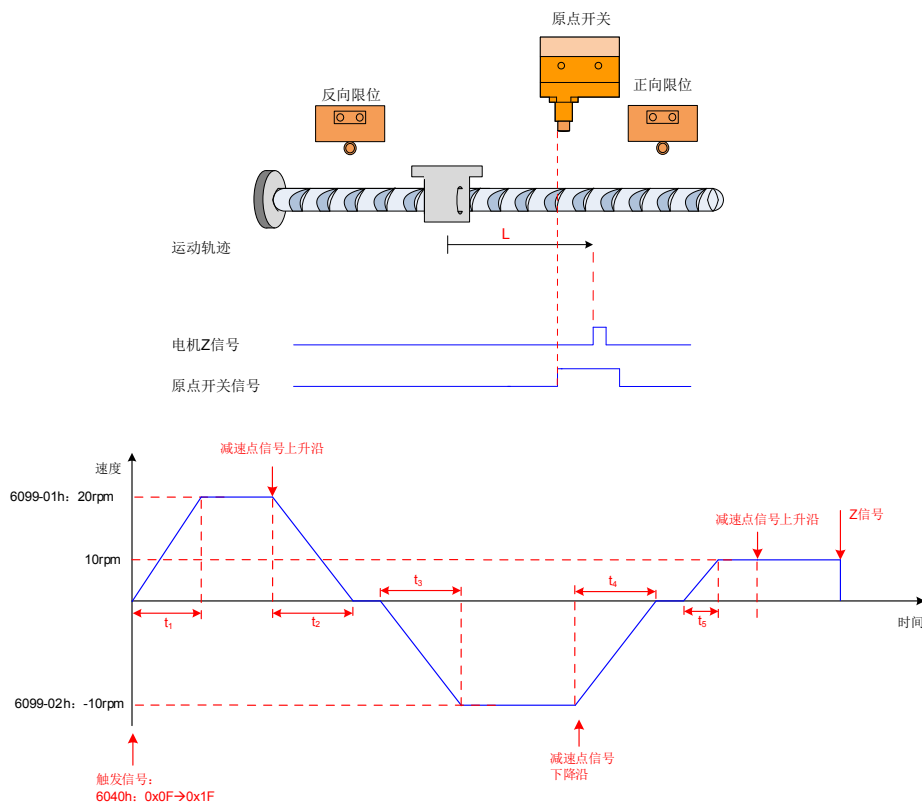 原点开关
反向限位
正向限位
运动轨迹
L
电机Z信号
原点开关信号
减速点信号上升沿
速度
6099-01h：20rpm
减速点信号上升沿
Z信号
10rpm
t3
t4
t1
t2
t5
时间
6099-02h：-10rpm
减速点信号
下降沿
触发信号：
6040h：0x0F→0x1F